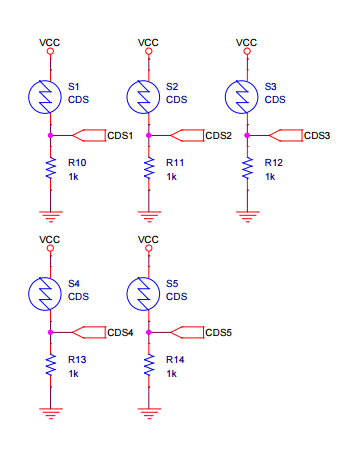 VCC VCC VCC
S1 S2 S3
CDS CDS CDS
CDS1 CDS2 CDS3
R10 R11 R12
1k 1k 1k
VCC VCC
S4 S5
CDS CDS
CDS4 CDS5
R13 R14
1k 1k